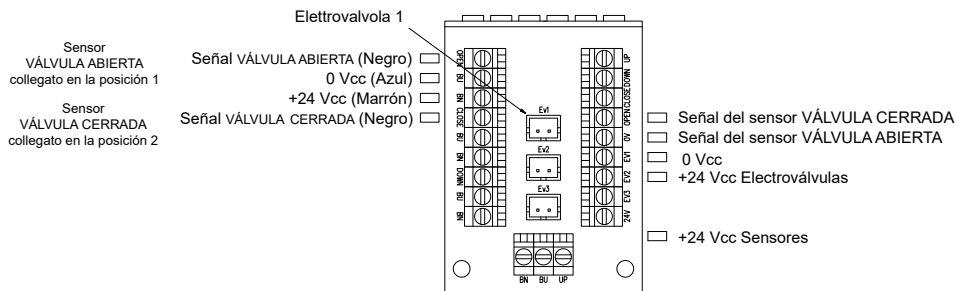 Elettrovalvola 1
Sensor
VÁLVULA ABIERTA
collegato en la posición 1
Sensor
VÁLVULA CERRADA
collegato en la posición 2
Señal VÁLVULA ABIERTA (Negro)
0 Vcc (Azul)
+24 Vcc (Marrón)
Señal VÁLVULA CERRADA (Negro)
OPEN
BU
BN
CLOSE
BU
BN
DOWN
BU
BN
Ev1
Ev2
Ev3
UP
DOWN
CLOSE
OPEN
0V
EV1
EV2
EV3
24V
BN BU UP
Señal del sensor VÁLVULA CERRADA
Señal del sensor VÁLVULA ABIERTA
0 Vcc
+24 Vcc Electroválvulas
+24 Vcc Sensores